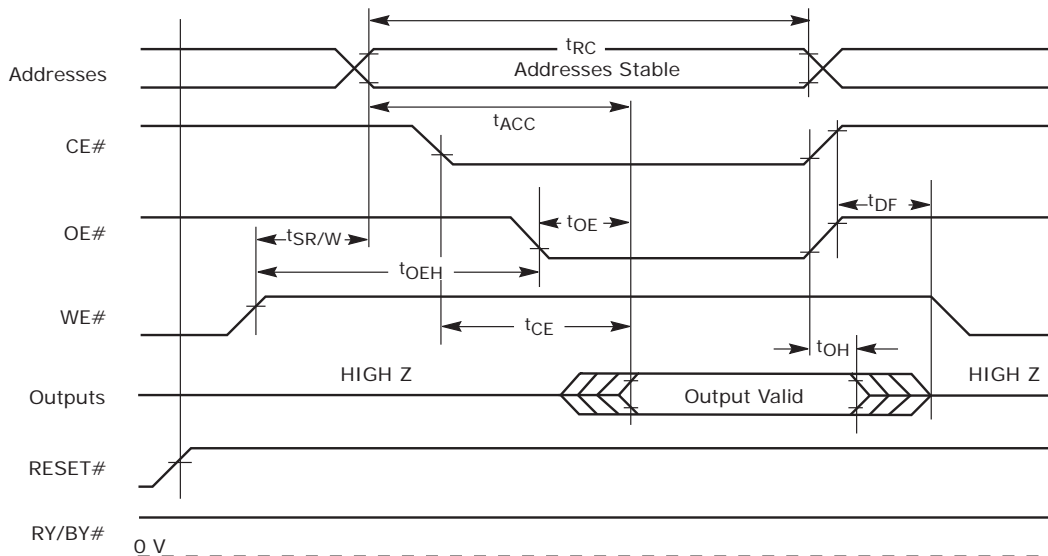 tRC
Addresses
Addresses Stable
tACC
CE#
tDF
OE#
tOE
tSR/W
tOEH
WE#
tCE
tOH
HIGH Z
HIGH Z
Outputs
Output Valid
RESET#
RY/BY#
0 V